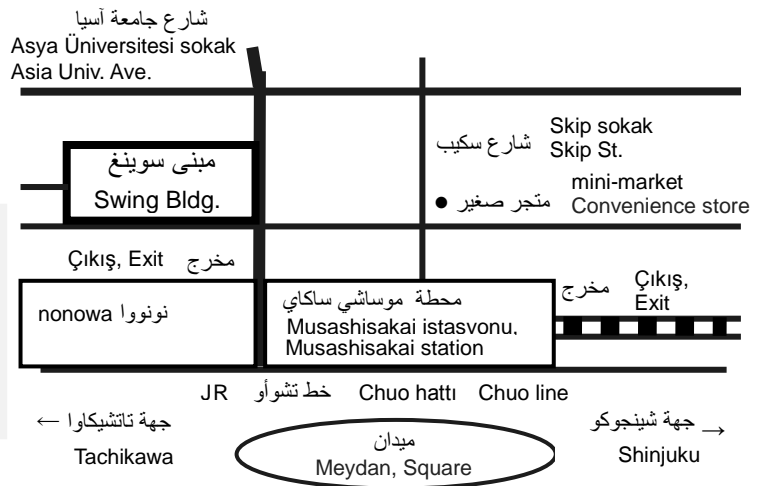 شارع جامعة آسيا
Asya Üniversitesi sokak
Asia Univ. Ave.
Skip sokak
شارع سكيب Skip St.
مبنى سوينغ
Swing Bldg.
mini-market
● متجر صغير Convenience store
Çıkış, Exit مخرج
مخرج Çıkış,
Exit
nonowa نونووا
محطة موساشي ساكاي
Musashisakai istasvonu,
Musashisakai station
JR خط تشوأو Chuo hattı Chuo line
← جهة تاتشيكاوا
Tachikawa
ميدان
Meydan, Square
جهة شينجوكو →
Shinjuku